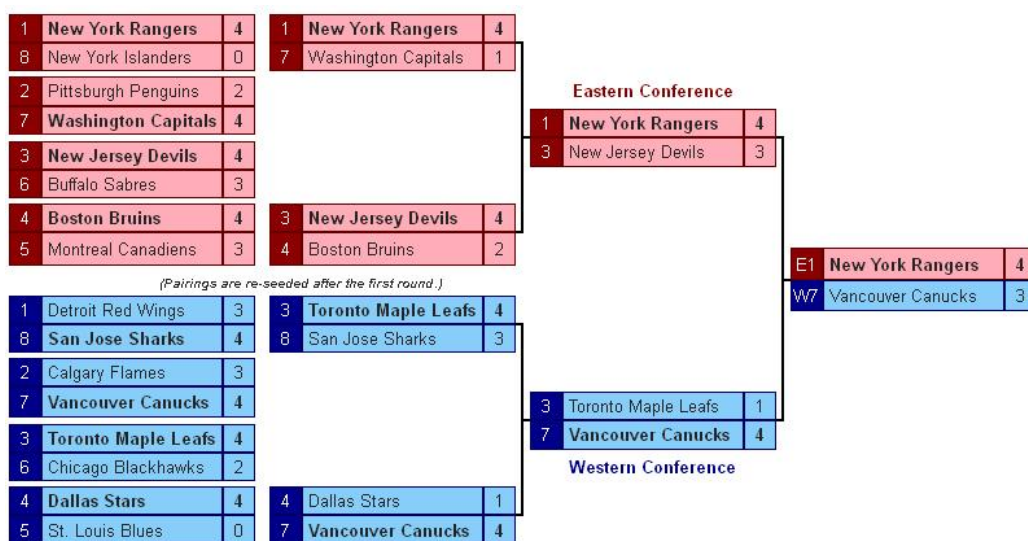 1 New York Rangers 4
8 New York Islanders 0
2 Pittsburgh Penguins 2
7 Washington Capitals 4
3 New Jersey Devils 4
6 Buffalo Sabres 3
4 Boston Bruins 4
5 Montreal Canadiens 3
1 New York Rangers 4
7 Washington Capitals 1
3 New Jersey Devils 4
4 Boston Bruins 2
Eastern Conference
1 New York Rangers 4
3 New Jersey Devils 3
E1 New York Rangers 4
W7 Vancouver Canucks 3
(Pairings are re-seeded after the first round.)
1 Detroit Red Wings 3
8 San Jose Sharks 4
2 Calgary Flames 3
7 Vancouver Canucks 4
3 Toronto Maple Leafs 4
6 Chicago Blackhawks 2
4 Dallas Stars 4
5 St. Louis Blues 0
3 Toronto Maple Leafs 4
8 San Jose Sharks 3
4 Dallas Stars 1
7 Vancouver Canucks 4
3 Toronto Maple Leafs 1
7 Vancouver Canucks 4
Western Conference